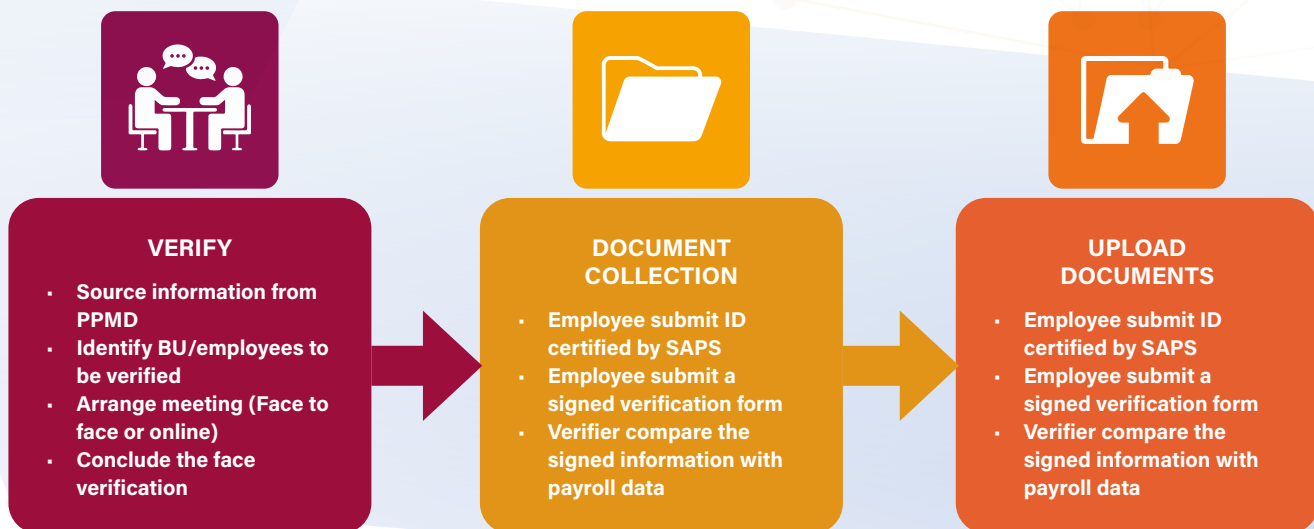 VERIFY
▪ Source information from
PPMD
▪ Identify BU/employees to
be verified
▪ Arrange meeting (Face to
face or online)
▪ Conclude the face
verification
DOCUMENT
COLLECTION
▪ Employee submit ID
certified by SAPS
▪ Employee submit a
signed verification form
▪ Verifier compare the
signed information with
payroll data
UPLOAD
DOCUMENTS
▪ Employee submit ID
certified by SAPS
▪ Employee submit a
signed verification form
▪ Verifier compare the
signed information with
payroll data